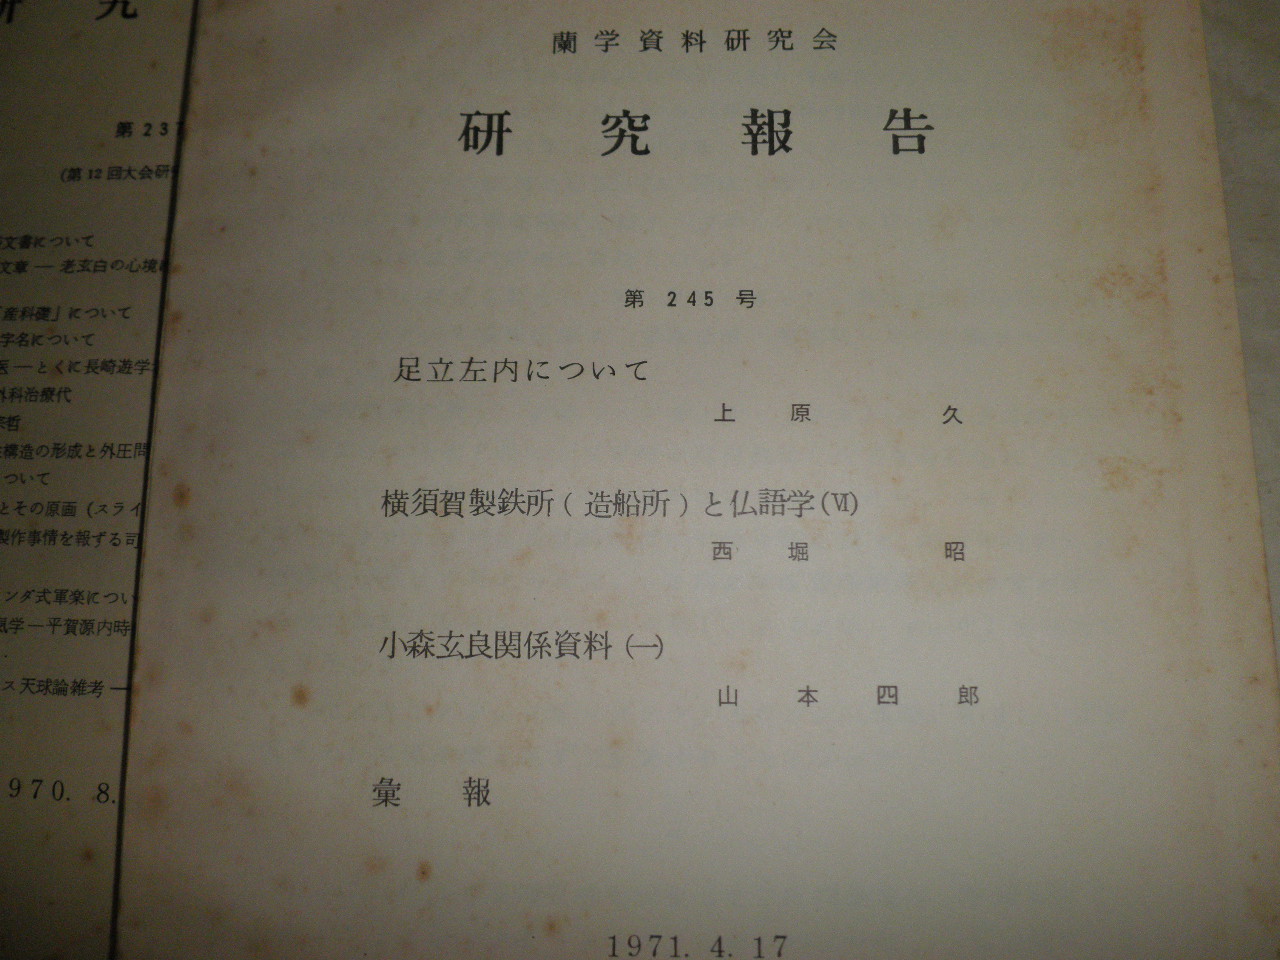 蘭学資料研究会
研究報告
第 245 号
足立左内について
上原 久
横須賀製鉄所(造船所)と仏語学(Ⅵ)
西堀 昭
小森玄良関係資料(一)
山本四郎
彙報
1971. 4. 17
究
第 237
(第12回大会研
文書について
文章 ― 老玄白の心境
産科礎」について
字名について
医―とくに長崎遊学
外科治療代
宗哲
構造の形成と外圧問
ついて
とその原画(スライ
製作事情を報ずる司
ンダ式軍楽につい
気学―平賀源内時
ス天球論雑考―
970. 8.